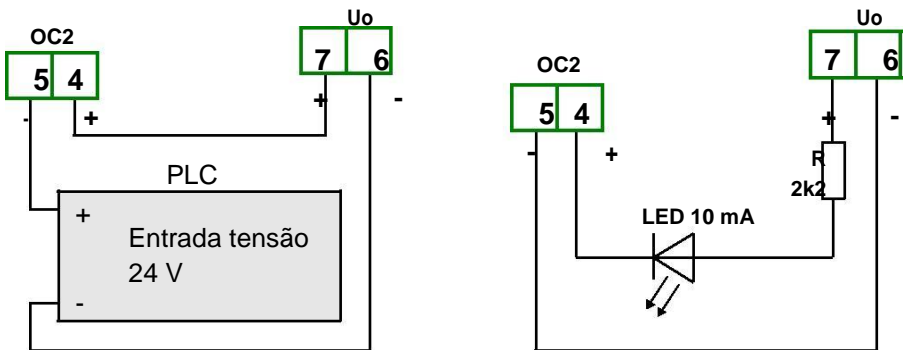 OC2
5 4
- +
Uo
7 6
+ -
PLC
+
Entrada tensão
24 V
-
OC2
5 4
- +
Uo
7 6
+ -
R
2k2
LED 10 mA